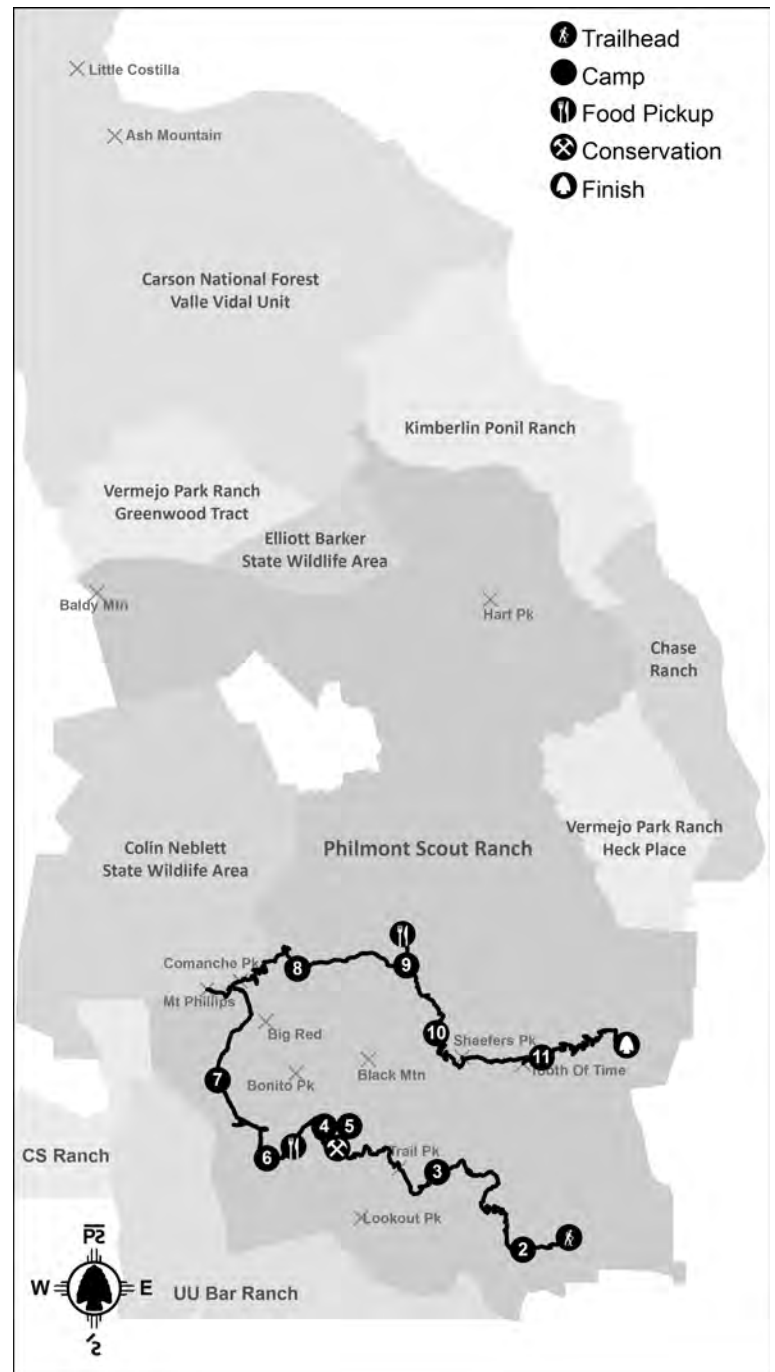 Trailhead
Camp
Food Pickup
Conservation
Finish
Little Costilla
Ash Mountain
Carson National Forest
Valle Vidal Unit
Kimberlin Ponil Ranch
Vermejo Park Ranch
Greenwood Tract
Elliott Barker
State Wildlife Area
Baldy Mtn
Hart Pk
Chase
Ranch
Colin Neblett
State Wildlife Area
Philmont Scout Ranch
Vermejo Park Ranch
Heck Place
Comanche Pk
8
9
Mt Phillips
Big Red
10
Shaefers Pk
11
Tooth Of Time
Black Mtn
Bonito Pk
7
4
5
CS Ranch
6
Trail Pk
3
Lookout Pk
2
W
E
UU Bar Ranch